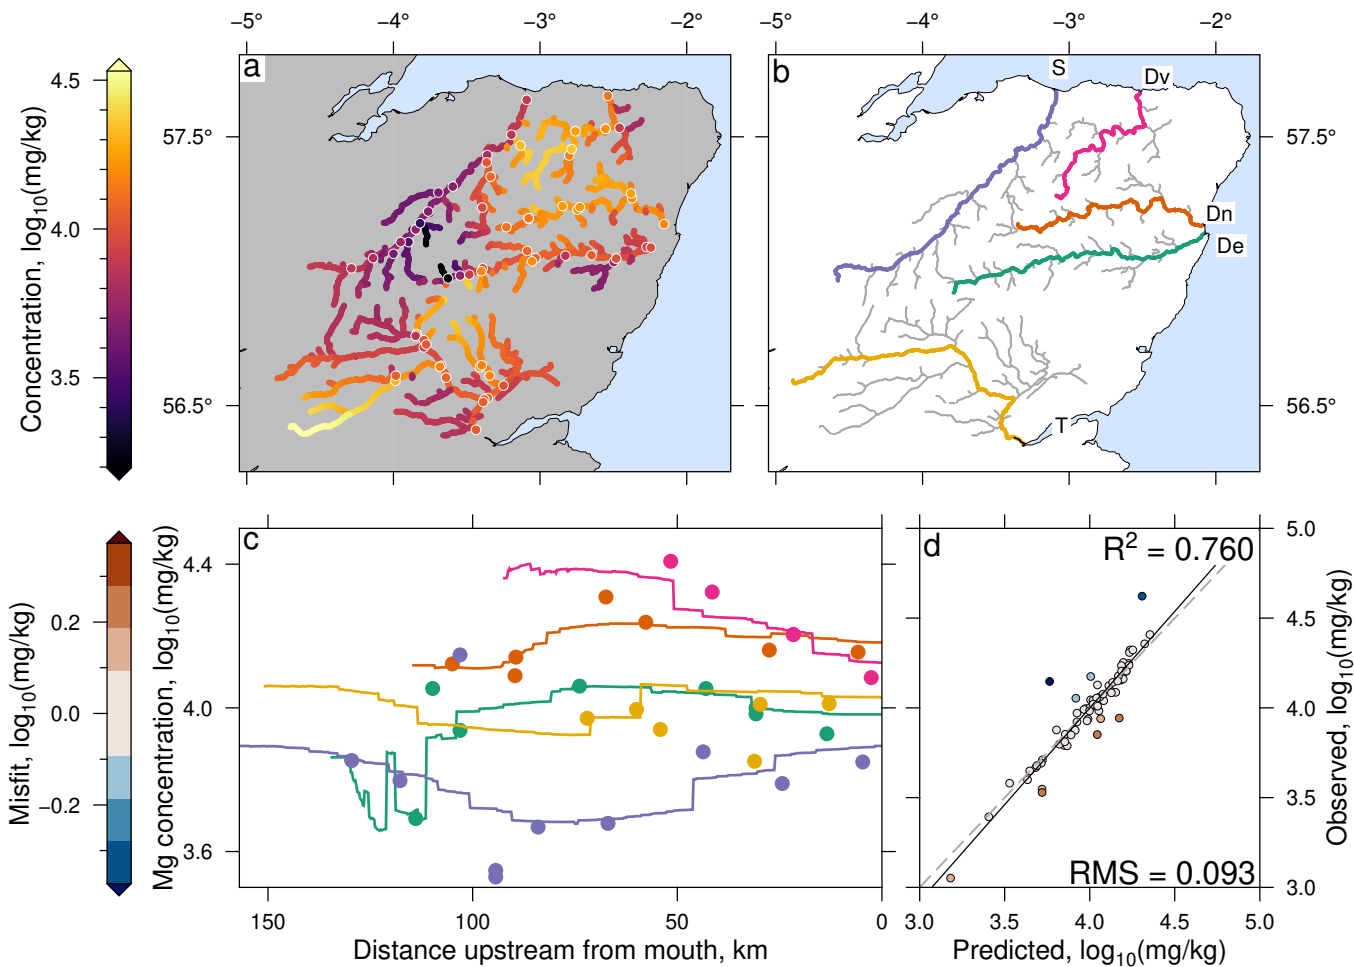 −5° −4° −3° −2° −5° −4° −3° −2°
a
b
S
Dv
Dn
De
T
4.5
4.0
3.5
Concentration, log10(mg/kg)
57.5°
56.5°
57.5°
56.5°
0.2
0.0
−0.2
Misfit, log10(mg/kg)
Mg concentration, log10(mg/kg)
c
4.4
4.0
3.6
150 100 50 0
Distance upstream from mouth, km
d
R2 = 0.760
RMS = 0.093
5.0
4.5
4.0
3.5
3.0
Observed, log10(mg/kg)
3.0 3.5 4.0 4.5 5.0
Predicted, log10(mg/kg)